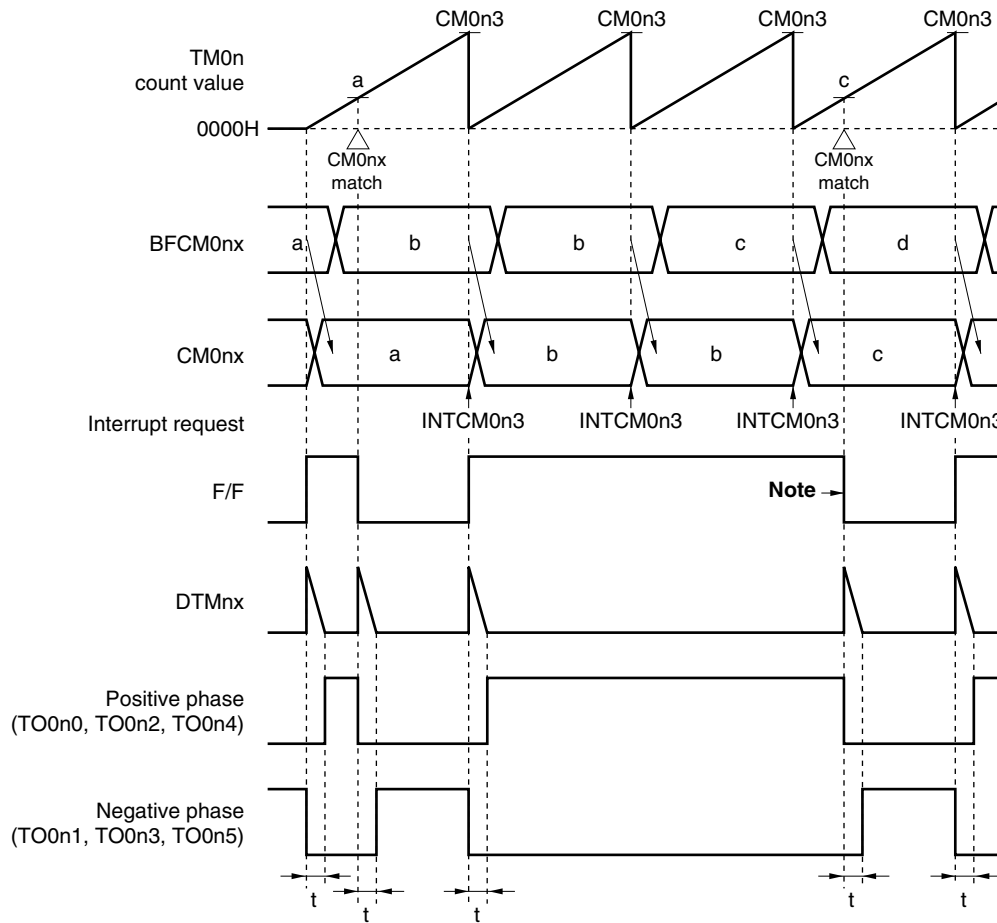 CM0n3 CM0n3 CM0n3 CM0n3
TM0n
count value
a c
0000H
CM0nx
match
CM0nx
match
BFCM0nx a b b c d
CM0nx a b b c
Interrupt request INTCM0n3 INTCM0n3 INTCM0n3 INTCM0n3
F/F Note
DTMnx
Positive phase
(TO0n0, TO0n2, TO0n4)
Negative phase
(TO0n1, TO0n3, TO0n5)
t t t t t